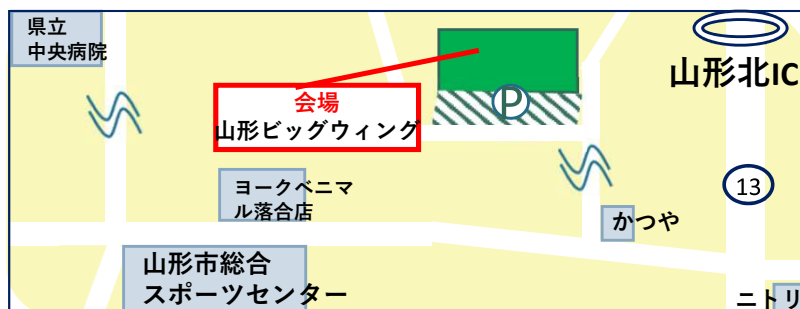 県立
中央病院
会場
山形ビッグウィング
P
山形北IC
13
ヨークベニマ
ル落合店
かつや
山形市総合
スポーツセンター
ニトリ